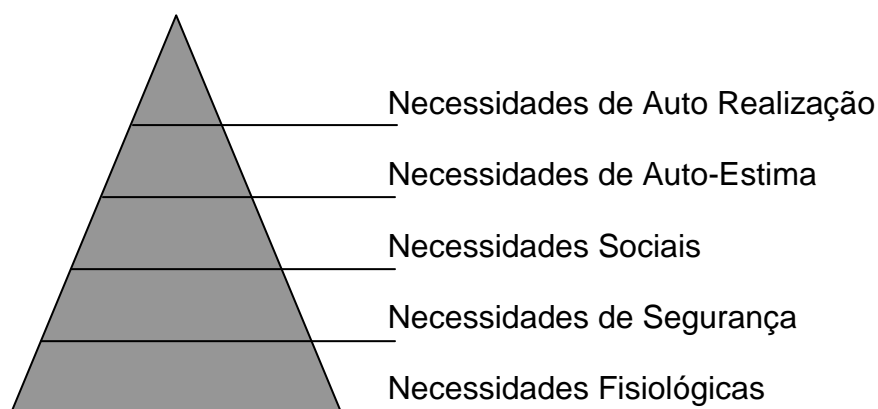 Necessidades de Auto Realização
Necessidades de Auto-Estima
Necessidades Sociais
Necessidades de Segurança
Necessidades Fisiológicas